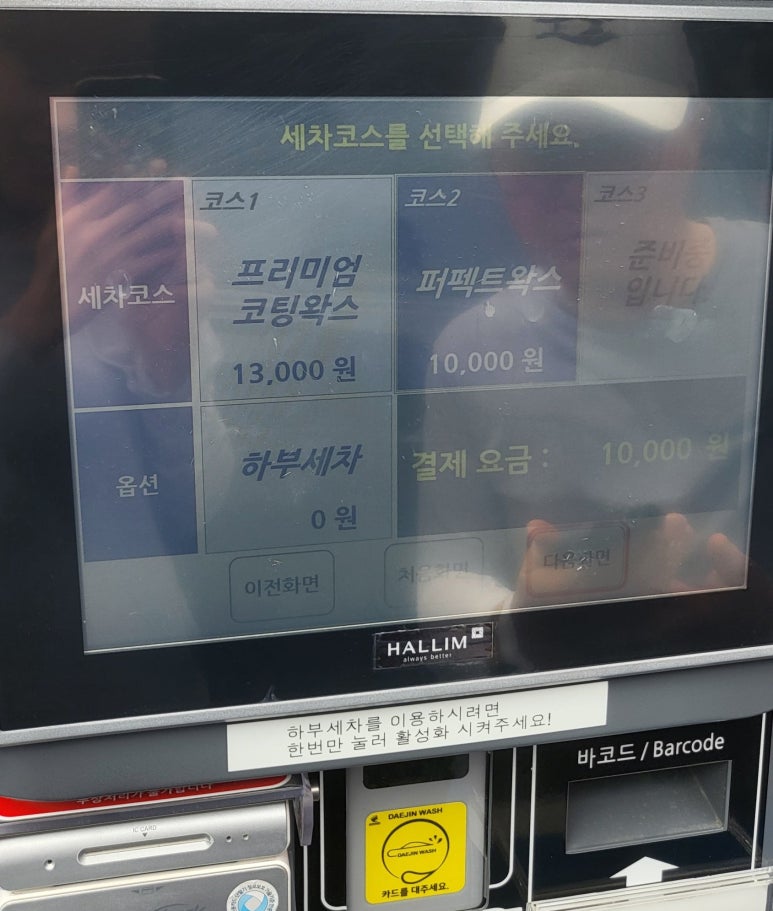 세차코스를 선택해 주세요.
코스1
코스2
코스3
세차코스
프리미엄
코팅왁스
13,000 원
퍼펙트왁스
10,000 원
준비중
입니다
옵션
하부세차
0 원
결제 요금 : 10,000 원
이전화면
처음화면
다음화면
HALLIM
always better
하부세차를 이용하시려면
한번만 눌러 활성화 시켜주세요!
바코드 / Barcode
IC CARD
DAEJIN WASH
DAEJIN WASH
카드를 대주세요.